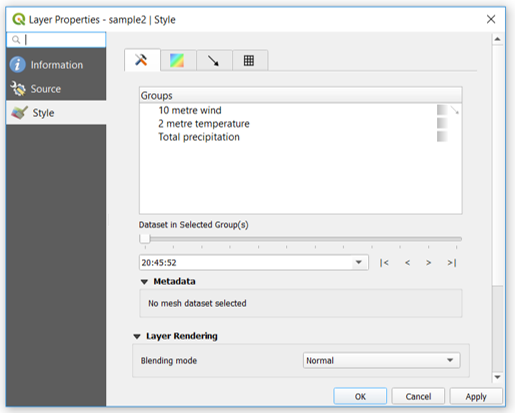 Layer Properties - sample2 | Style
Information
Source
Style
Groups
10 metre wind
2 metre temperature
Total precipitation
Dataset in Selected Group(s)
20:45:52
|<
<
>
>|
Metadata
No mesh dataset selected
Layer Rendering
Blending mode
Normal
OK
Cancel
Apply